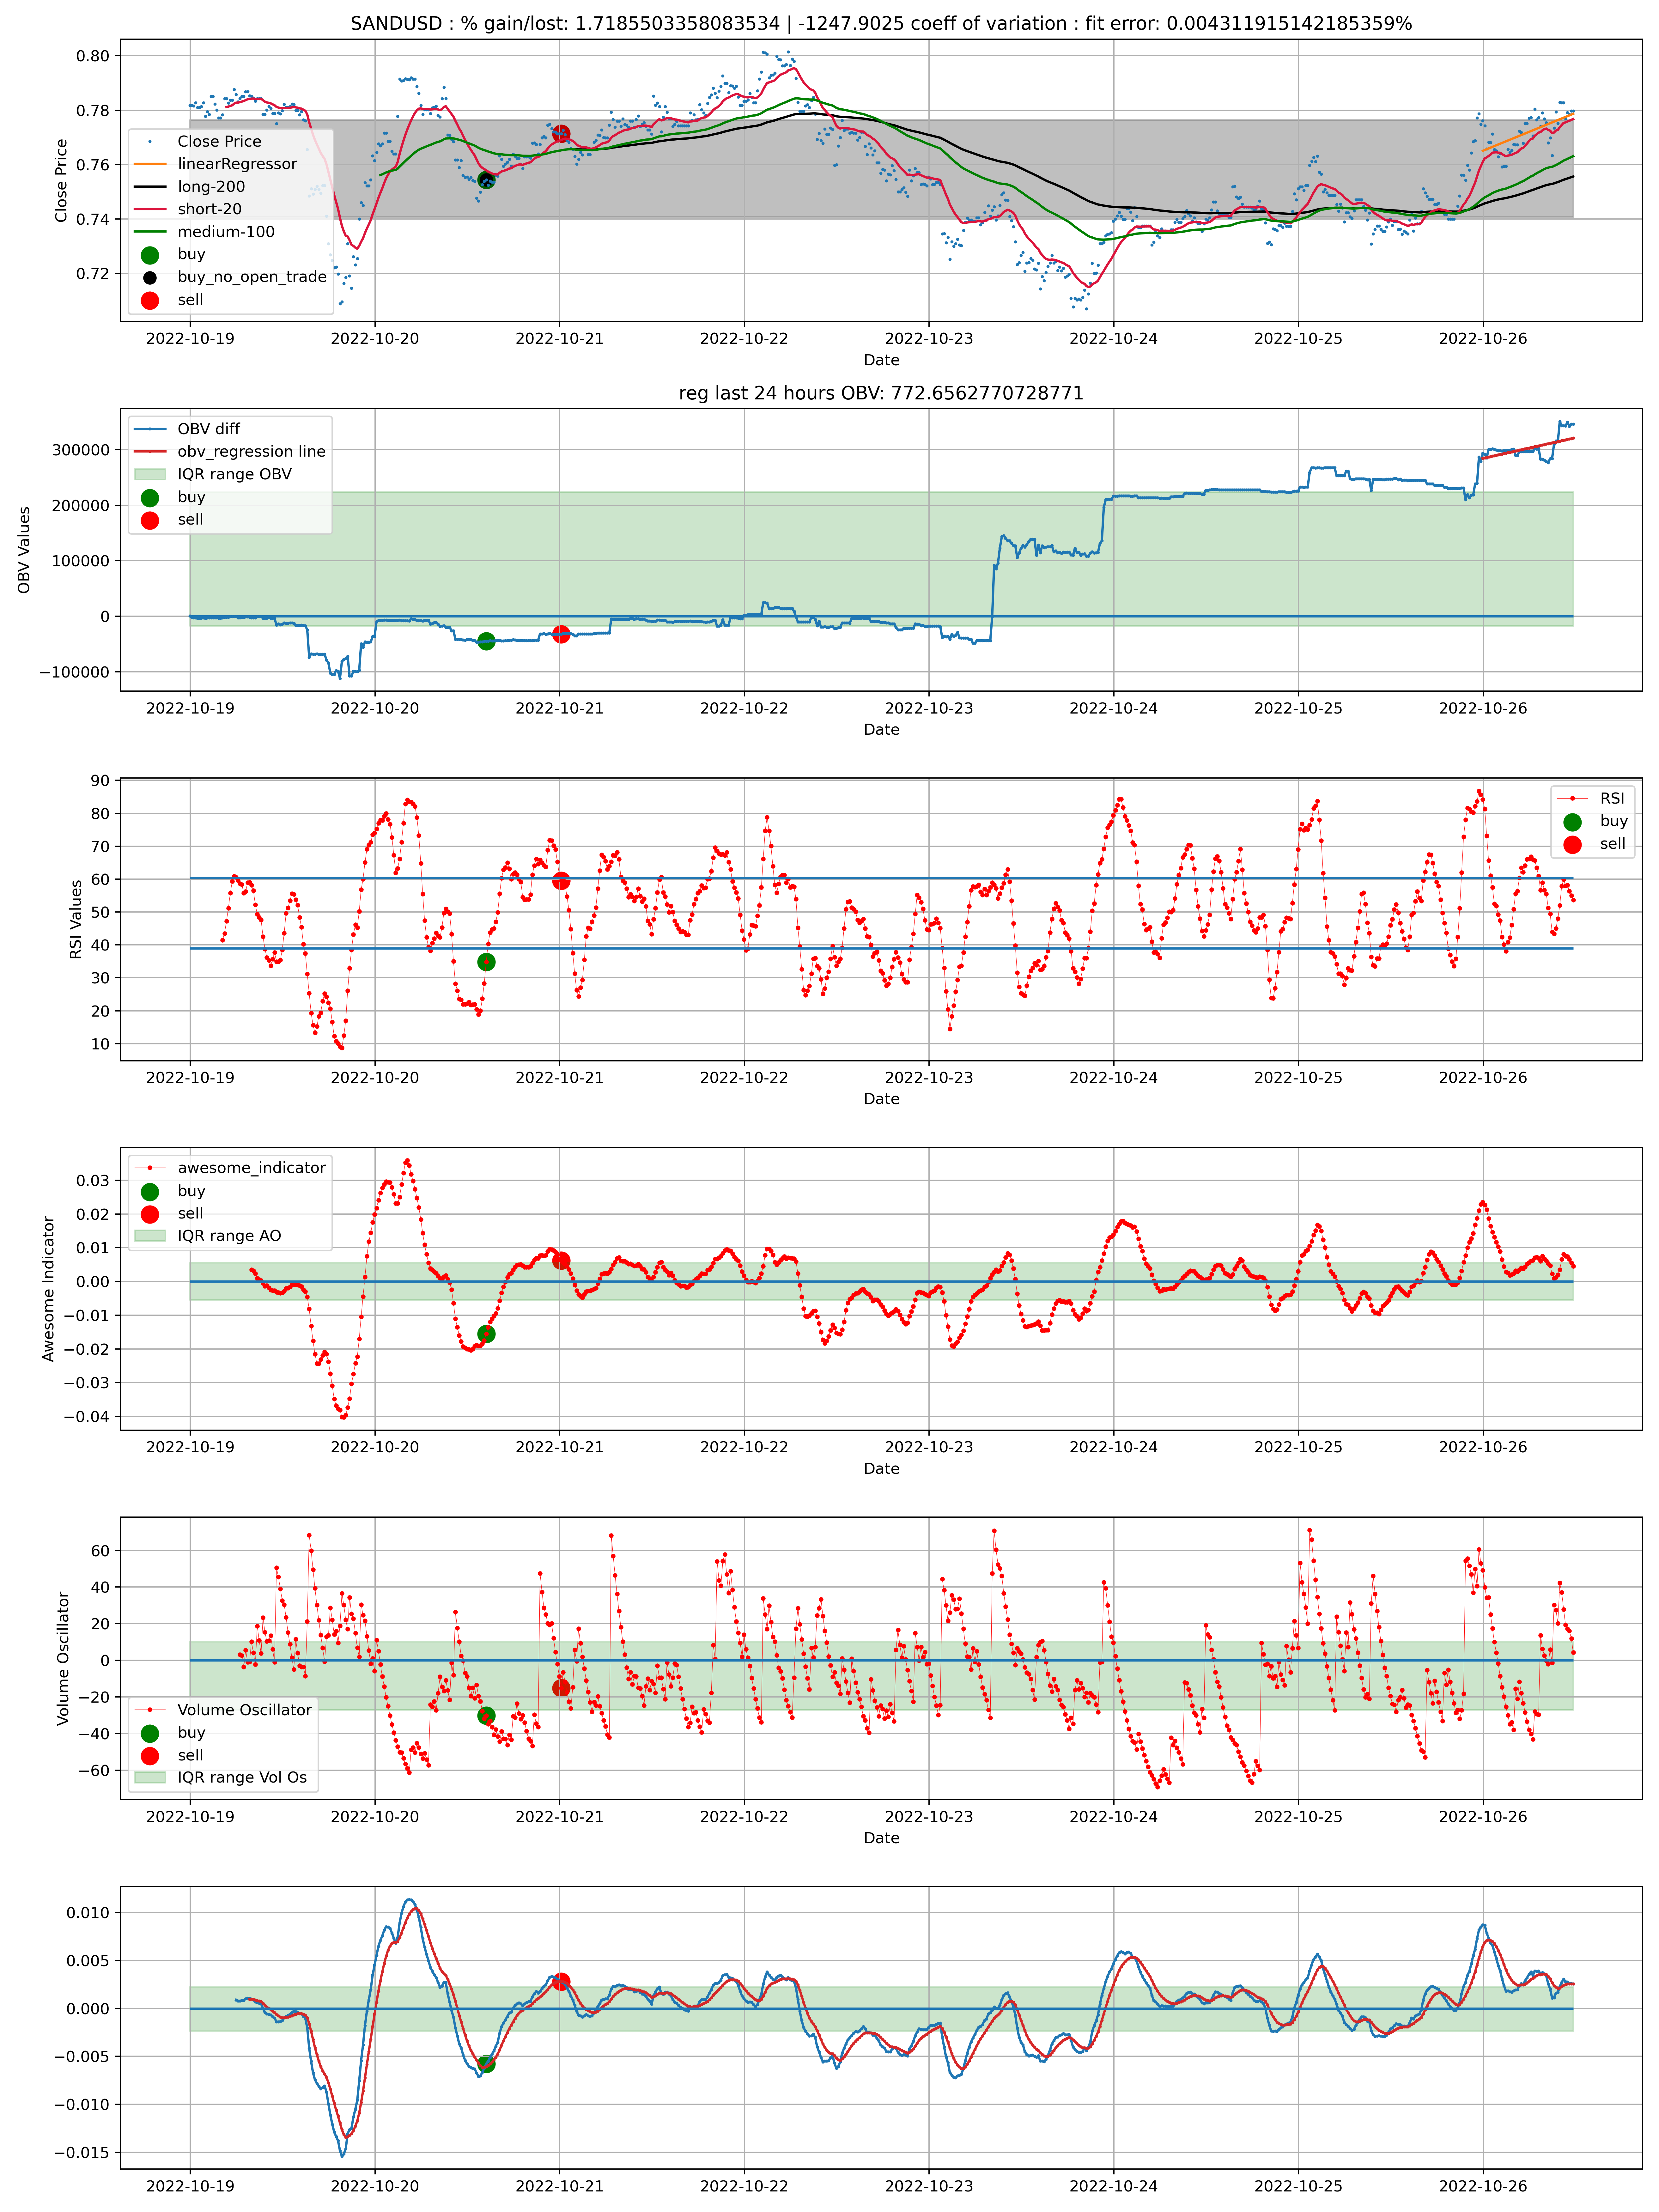 SANDUSD : % gain/lost: 1.7185503358083534 | -1247.9025 coeff of variation : fit error: 0.004311915142185359%
Close Price
0.80
0.78
0.76
0.74
0.72
Close Price
linearRegressor
long-200
short-20
medium-100
buy
buy_no_open_trade
sell
2022-10-19 2022-10-20 2022-10-21 2022-10-22 2022-10-23 2022-10-24 2022-10-25 2022-10-26
Date
reg last 24 hours OBV: 772.6562770728771
OBV Values
300000
200000
100000
0
−100000
OBV diff
obv_regression line
IQR range OBV
buy
sell
2022-10-19 2022-10-20 2022-10-21 2022-10-22 2022-10-23 2022-10-24 2022-10-25 2022-10-26
Date
RSI Values
90
80
70
60
50
40
30
20
10
RSI
buy
sell
2022-10-19 2022-10-20 2022-10-21 2022-10-22 2022-10-23 2022-10-24 2022-10-25 2022-10-26
Date
Awesome Indicator
0.03
0.02
0.01
0.00
−0.01
−0.02
−0.03
−0.04
awesome_indicator
buy
sell
IQR range AO
2022-10-19 2022-10-20 2022-10-21 2022-10-22 2022-10-23 2022-10-24 2022-10-25 2022-10-26
Date
Volume Oscillator
60
40
20
0
−20
−40
−60
Volume Oscillator
buy
sell
IQR range Vol Os
2022-10-19 2022-10-20 2022-10-21 2022-10-22 2022-10-23 2022-10-24 2022-10-25 2022-10-26
Date
0.010
0.005
0.000
−0.005
−0.010
−0.015
2022-10-19 2022-10-20 2022-10-21 2022-10-22 2022-10-23 2022-10-24 2022-10-25 2022-10-26